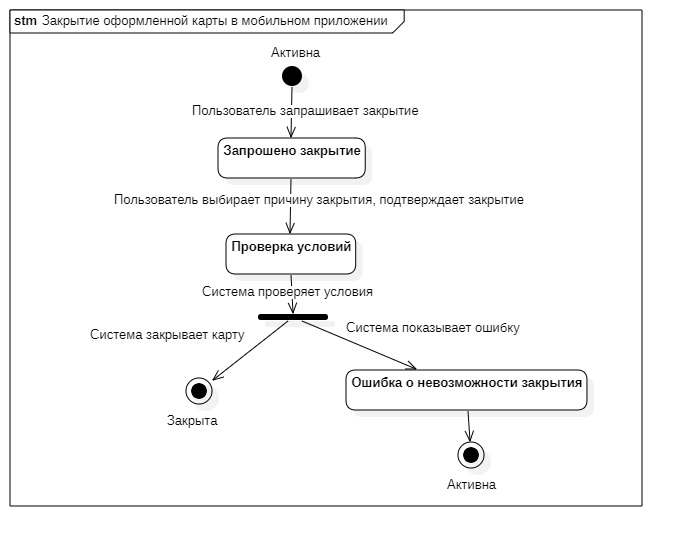 stm Закрытие оформленной карты в мобильном приложении
Активна
Пользователь запрашивает закрытие
Запрошено закрытие
Пользователь выбирает причину закрытия, подтверждает закрытие
Проверка условий
Система проверяет условия
Система закрывает карту
Система показывает ошибку
Ошибка о невозможности закрытия
Закрыта
Активна